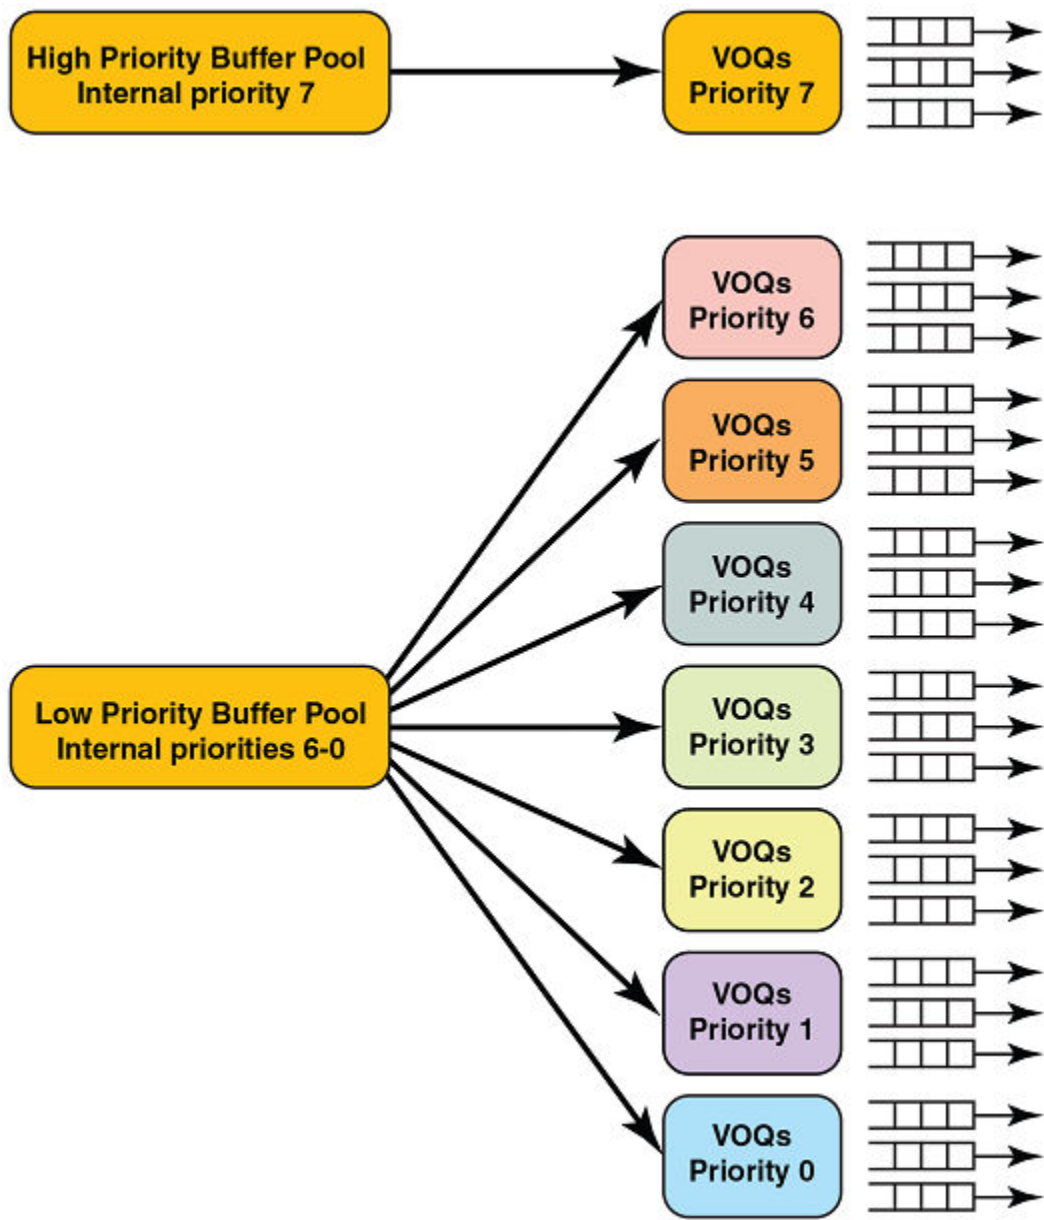 High Priority Buffer Pool
Internal priority 7
VOQs
Priority 7
VOQs
Priority 6
VOQs
Priority 5
VOQs
Priority 4
Low Priority Buffer Pool
Internal priorities 6-0
VOQs
Priority 3
VOQs
Priority 2
VOQs
Priority 1
VOQs
Priority 0